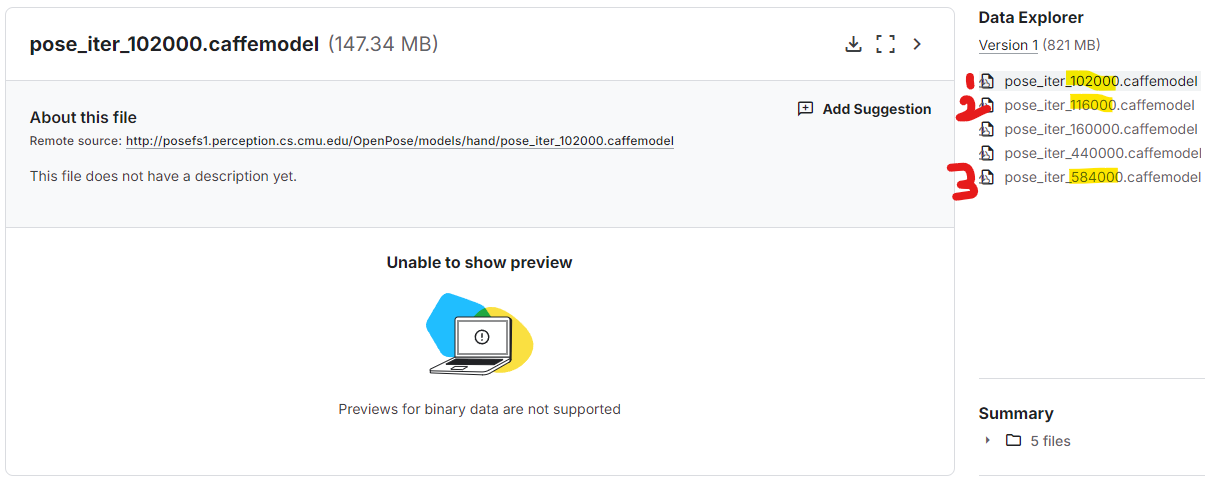 pose_iter_102000.caffemodel (147.34 MB)
About this file
Add Suggestion
Remote source: http://posefs1.perception.cs.cmu.edu/OpenPose/models/hand/pose_iter_102000.caffemodel
This file does not have a description yet.
Unable to show preview
Previews for binary data are not supported
Data Explorer
Version 1 (821 MB)
1 pose_iter_102000.caffemodel
2 pose_iter_116000.caffemodel
pose_iter_160000.caffemodel
pose_iter_440000.caffemodel
3 pose_iter_584000.caffemodel
Summary
5 files